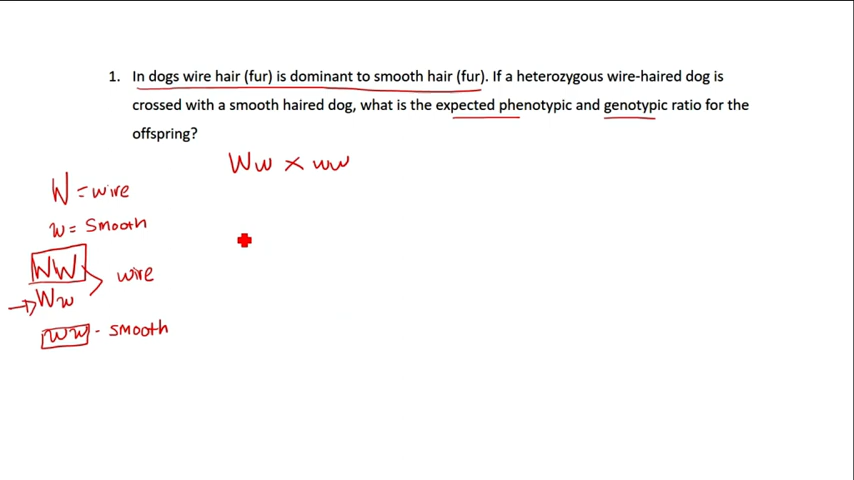 1. In dogs wire hair (fur) is dominant to smooth hair (fur). If a heterozygous wire-haired dog is
crossed with a smooth haired dog, what is the expected phenotypic and genotypic ratio for the
offspring?
Ww × ww
W = wire
w = smooth
WW
wire
→ Ww
ww - smooth